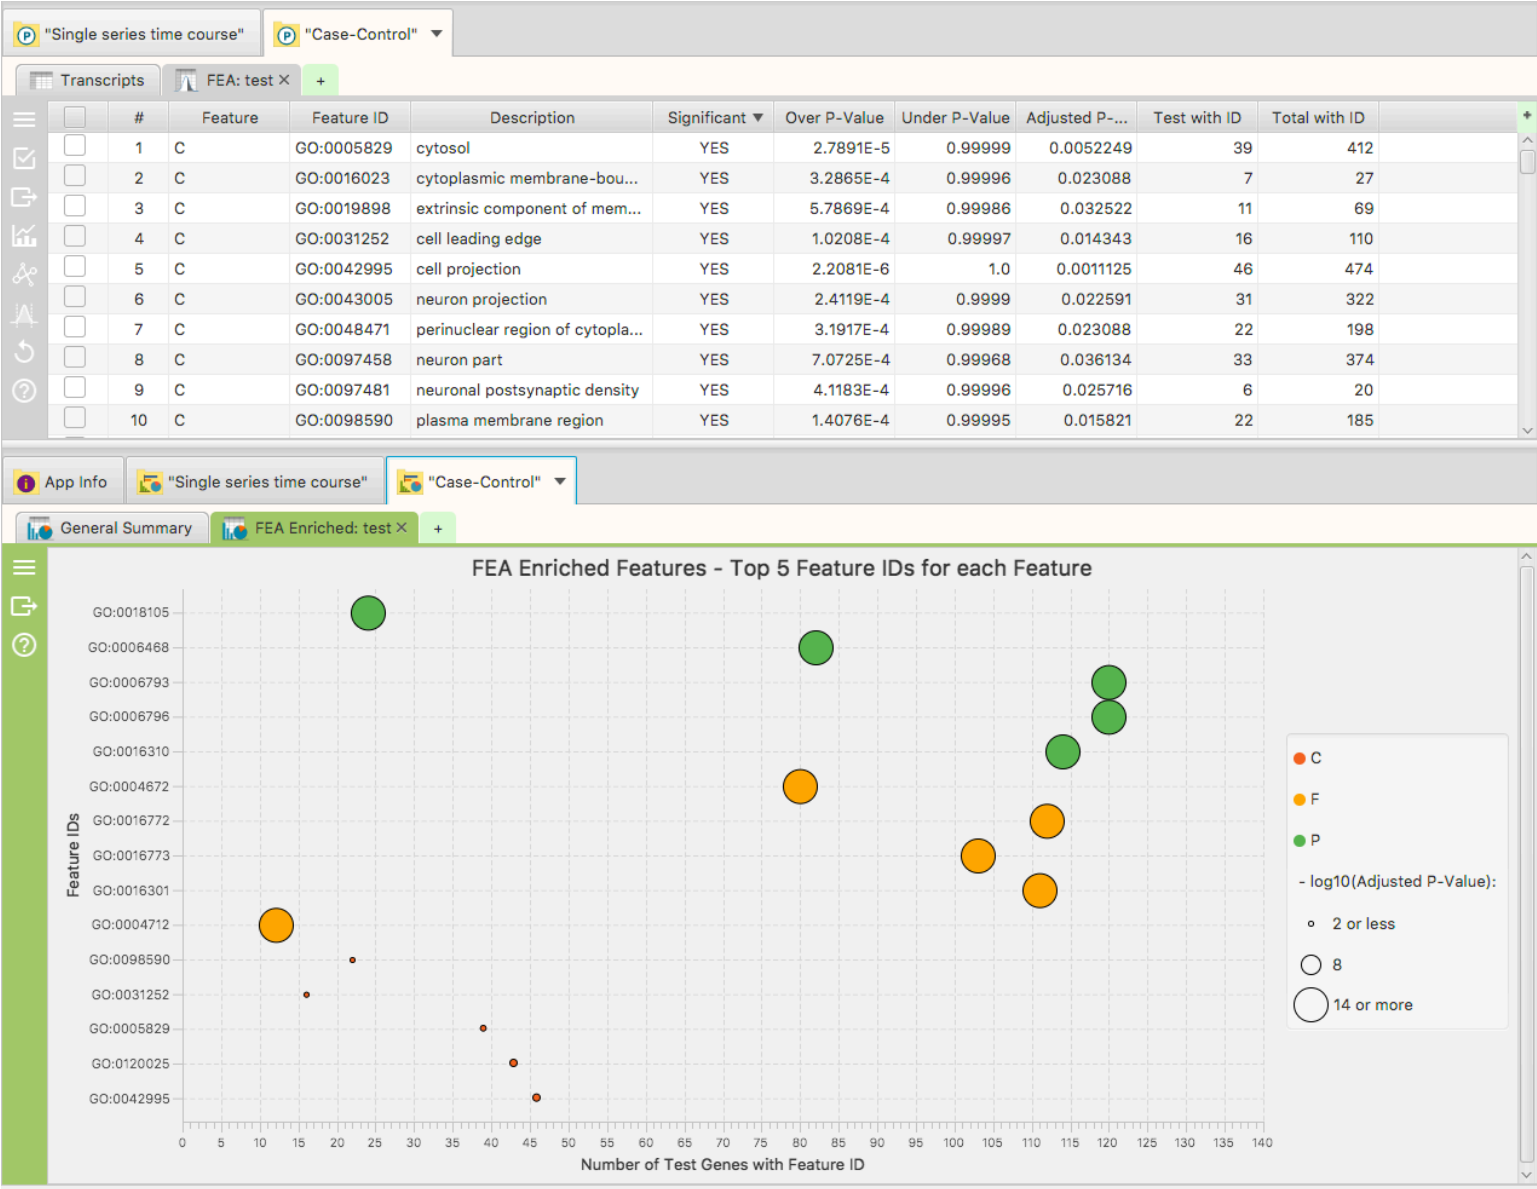 "Single series time course" "Case-Control"
Transcripts FEA: test +
# Feature Feature ID Description Significant Over P-Value Under P-Value Adjusted P-... Test with ID Total with ID
1 C GO:0005829 cytosol YES 2.7891E-5 0.99999 0.0052249 39 412
2 C GO:0016023 cytoplasmic membrane-bou... YES 3.2865E-4 0.99996 0.023088 7 27
3 C GO:0019898 extrinsic component of mem... YES 5.7869E-4 0.99986 0.032522 11 69
4 C GO:0031252 cell leading edge YES 1.0208E-4 0.99997 0.014343 16 110
5 C GO:0042995 cell projection YES 2.2081E-6 1.0 0.0011125 46 474
6 C GO:0043005 neuron projection YES 2.4119E-4 0.9999 0.022591 31 322
7 C GO:0048471 perinuclear region of cytopla... YES 3.1917E-4 0.99989 0.023088 22 198
8 C GO:0097458 neuron part YES 7.0725E-4 0.99968 0.036134 33 374
9 C GO:0097481 neuronal postsynaptic density YES 4.1183E-4 0.99996 0.025716 6 20
10 C GO:0098590 plasma membrane region YES 1.4076E-4 0.99995 0.015821 22 185
App Info "Single series time course" "Case-Control"
General Summary FEA Enriched: test +
FEA Enriched Features - Top 5 Feature IDs for each Feature
Feature IDs
GO:0018105
GO:0006468
GO:0006793
GO:0006796
GO:0016310
GO:0004672
GO:0016772
GO:0016773
GO:0016301
GO:0004712
GO:0098590
GO:0031252
GO:0005829
GO:0120025
GO:0042995
0 5 10 15 20 25 30 35 40 45 50 55 60 65 70 75 80 85 90 95 100 105 110 115 120 125 130 135 140
Number of Test Genes with Feature ID
C
F
P
- log10(Adjusted P-Value):
2 or less
8
14 or more